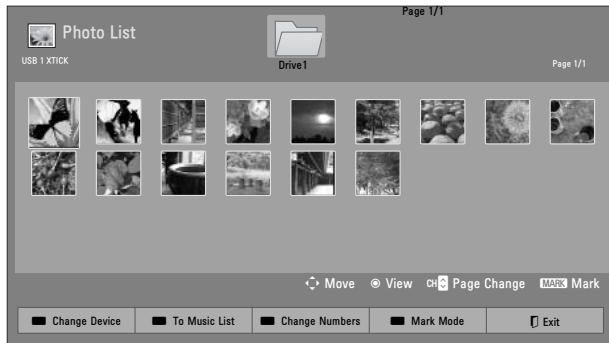 Page 1/1
Photo List
USB 1 XTICK
Drive1
Page 1/1
Move View CH Page Change MARK Mark
Change Device To Music List Change Numbers Mark Mode Exit